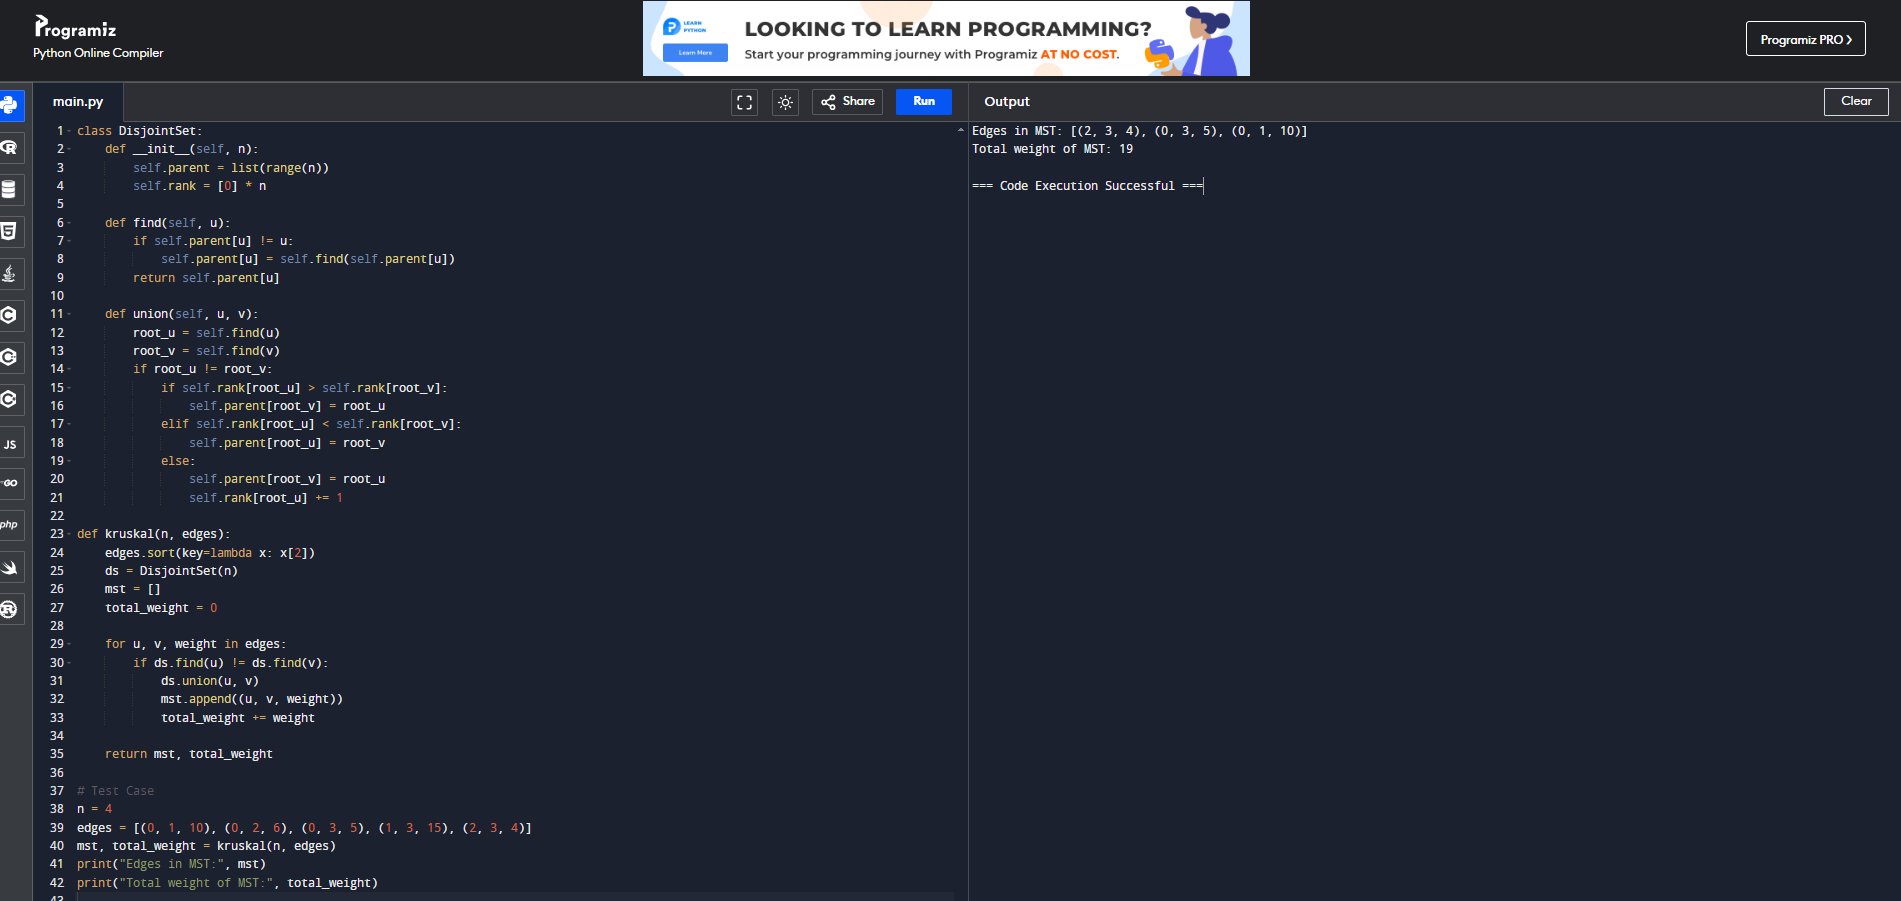 Programiz
Python Online Compiler
LEARN
PYTHON
Learn More
LOOKING TO LEARN PROGRAMMING?
Start your programming journey with Programiz AT NO COST.
Programiz PRO
main.py
Share
Run
Output
Clear
1 class DisjointSet:
2     def __init__(self, n):
3         self.parent = list(range(n))
4         self.rank = [0] * n
5
6     def find(self, u):
7         if self.parent[u] != u:
8             self.parent[u] = self.find(self.parent[u])
9         return self.parent[u]
10
11     def union(self, u, v):
12         root_u = self.find(u)
13         root_v = self.find(v)
14         if root_u != root_v:
15             if self.rank[root_u] > self.rank[root_v]:
16                 self.parent[root_v] = root_u
17             elif self.rank[root_u] < self.rank[root_v]:
18                 self.parent[root_u] = root_v
19             else:
20                 self.parent[root_v] = root_u
21                 self.rank[root_u] += 1
22
23 def kruskal(n, edges):
24     edges.sort(key=lambda x: x[2])
25     ds = DisjointSet(n)
26     mst = []
27     total_weight = 0
28
29     for u, v, weight in edges:
30         if ds.find(u) != ds.find(v):
31             ds.union(u, v)
32             mst.append((u, v, weight))
33             total_weight += weight
34
35     return mst, total_weight
36
37 # Test Case
38 n = 4
39 edges = [(0, 1, 10), (0, 2, 6), (0, 3, 5), (1, 3, 15), (2, 3, 4)]
40 mst, total_weight = kruskal(n, edges)
41 print("Edges in MST:", mst)
42 print("Total weight of MST:", total_weight)
43
Edges in MST: [(2, 3, 4), (0, 3, 5), (0, 1, 10)]
Total weight of MST: 19
=== Code Execution Successful ===
JS
GO
php